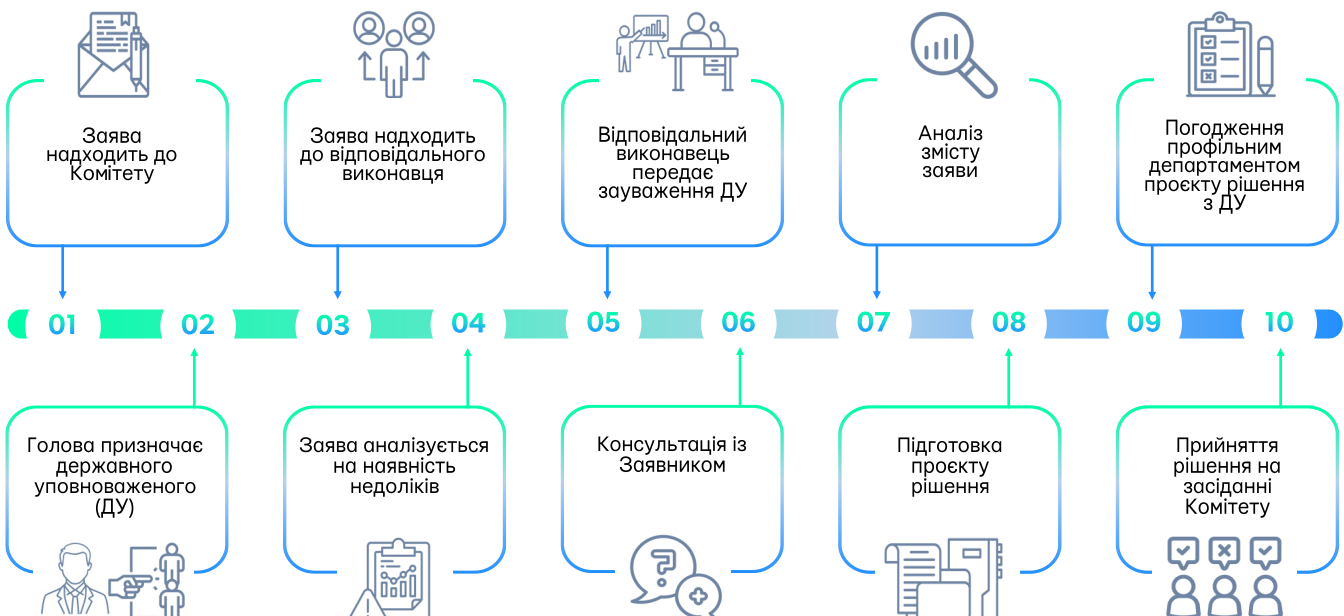 Заява
надходить до
Комітету
Заява надходить
до відповідального
виконавця
Відповідальний
виконавець
передає
зауваження ДУ
Аналіз
змісту
заяви
Погодження
профільним
департаментом
проєкту рішення
з ДУ
01
02
03
04
05
06
07
08
09
10
Голова призначає
державного
уповноваженого
(ДУ)
Заява аналізується
на наявність
недоліків
Консультація із
Заявником
Підготовка
проєкту
рішення
Прийняття
рішення на
засіданні
Комітету